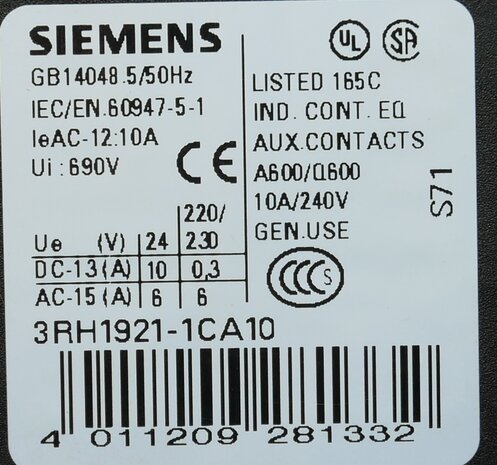 SIEMENS
GB14048.5/50Hz
IEC/EN.60947-5-1
IeAC-12:10A
Ui : 690V
CE
UL
SA
LISTED 165C
IND. CONT. EQ
AUX.CONTACTS
A600/Q600
10A/240V
GEN.USE
S71
220/
Ue (V) 24 230
DC-13 (A) 10 0,3
AC-15 (A) 6 6
CCC S
3RH1921-1CA10
4 011209 281332